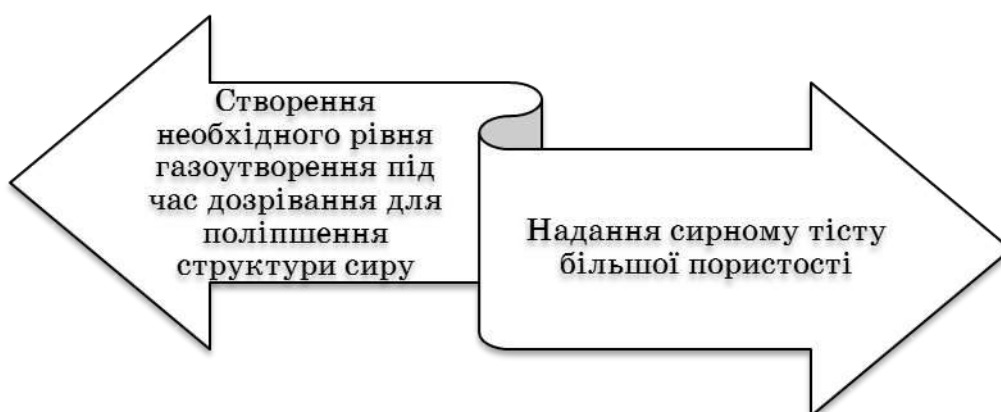 Створення
необхідного рівня
газоутворення під
час дозрівання для
поліпшення
структури сиру
Надання сирному тісту
більшої пористості